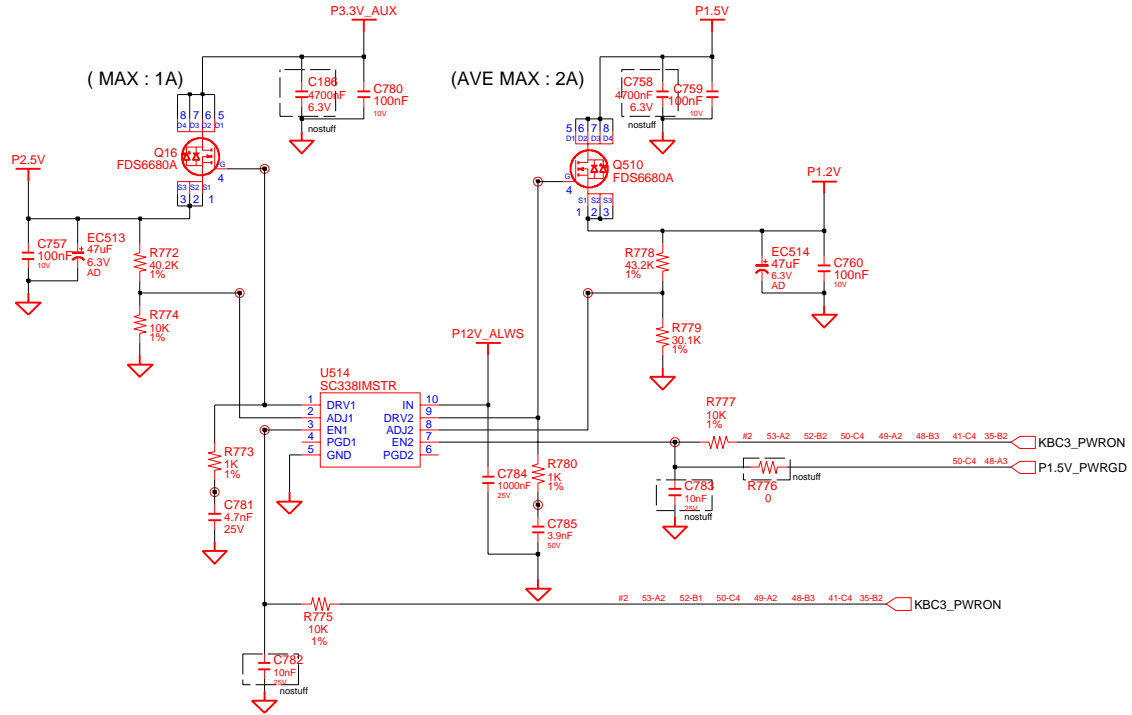 P3.3V_AUX
P1.5V
( MAX : 1A)
(AVE MAX : 2A)
C186
4700nF
6.3V
nostuff
C780
100nF
10V
C758
4700nF
6.3V
nostuff
C759
100nF
10V
8 7 6 5
D4 D3 D2 D1
Q16
FDS6680A
G
4
S3 S2 S1
3 2 1
5 6 7 8
D1 D2 D3 D4
Q510
FDS6680A
G
4
S1 S2 S3
1 2 3
P2.5V
P1.2V
C757
100nF
10V
EC513
47uF
6.3V
AD
R772
40.2K
1%
R774
10K
1%
R778
43.2K
1%
R779
30.1K
1%
EC514
47uF
6.3V
AD
C760
100nF
10V
P12V_ALWS
U514
SC338IMSTR
1 DRV1 IN 10
2 ADJ1 DRV2 9
3 EN1 ADJ2 8
4 PGD1 EN2 7
5 GND PGD2 6
R773
1K
1%
C781
4.7nF
25V
C784
1000nF
25V
R780
1K
1%
C785
3.9nF
50V
R777
10K
1%
#2 53-A2 52-B2 50-C4 49-A2 48-B3 41-C4 35-B2
KBC3_PWRON
50-C4 48-A3
P1.5V_PWRGD
R776
0
nostuff
C783
10nF
25V
nostuff
#2 53-A2 52-B1 50-C4 49-A2 48-B3 41-C4 35-B2
KBC3_PWRON
R775
10K
1%
C782
10nF
25V
nostuff